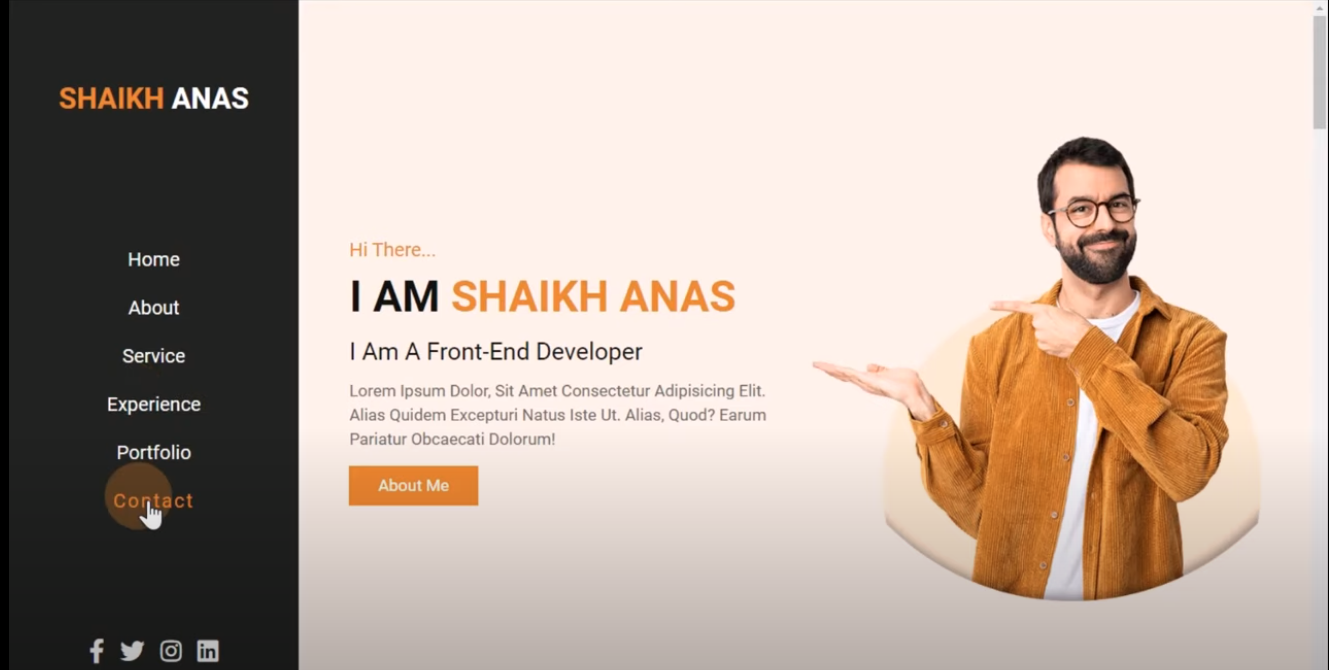 SHAIKH ANAS
Home
About
Service
Experience
Portfolio
Contact
Hi There...
I AM SHAIKH ANAS
I Am A Front-End Developer
Lorem Ipsum Dolor, Sit Amet Consectetur Adipisicing Elit.
Alias Quidem Excepturi Natus Iste Ut. Alias, Quod? Earum
Pariatur Obcaecati Dolorum!
About Me